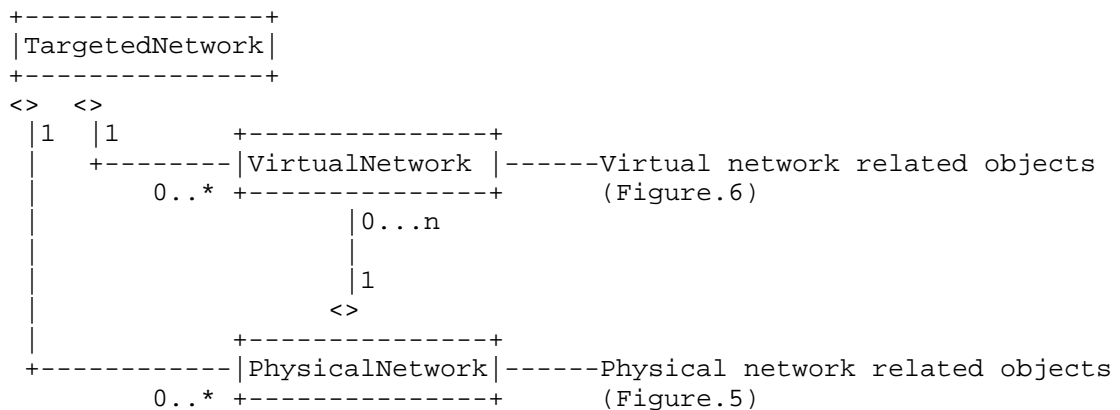 +---------------+
|TargetedNetwork|
+---------------+
<>  <>
 |1  |1       +---------------+
 |   +--------|VirtualNetwork |------Virtual network related objects
 |       0..* +---------------+      (Figure.6)
 |                   |0...n
 |                   |
 |                   |1
 |                  <>
 |            +---------------+
 +------------|PhysicalNetwork|------Physical network related objects
         0..* +---------------+      (Figure.5)